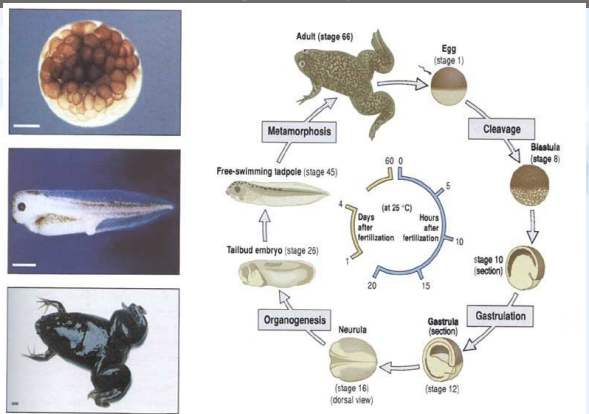 Adult (stage 66)
Egg
(stage 1)
Metamorphosis
Cleavage
Blastula
(stage 8)
Free-swimming tadpole (stage 45)
60
0
5
4
(at 25 °C)
Days
after
fertilization
Hours
after
fertilization
10
1
20
15
stage 10
(section)
Tailbud embryo (stage 26)
Organogenesis
Neurula
Gastrula
(section)
Gastrulation
(stage 16)
(dorsal view)
(stage 12)